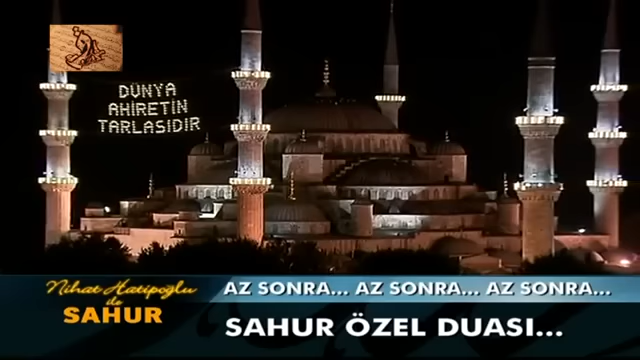 DÜNYA
AHİRETİN
TARLASIDIR
Nihat Hatipoğlu
ile
SAHUR
AZ SONRA... AZ SONRA... AZ SONRA...
SAHUR ÖZEL DUASI...